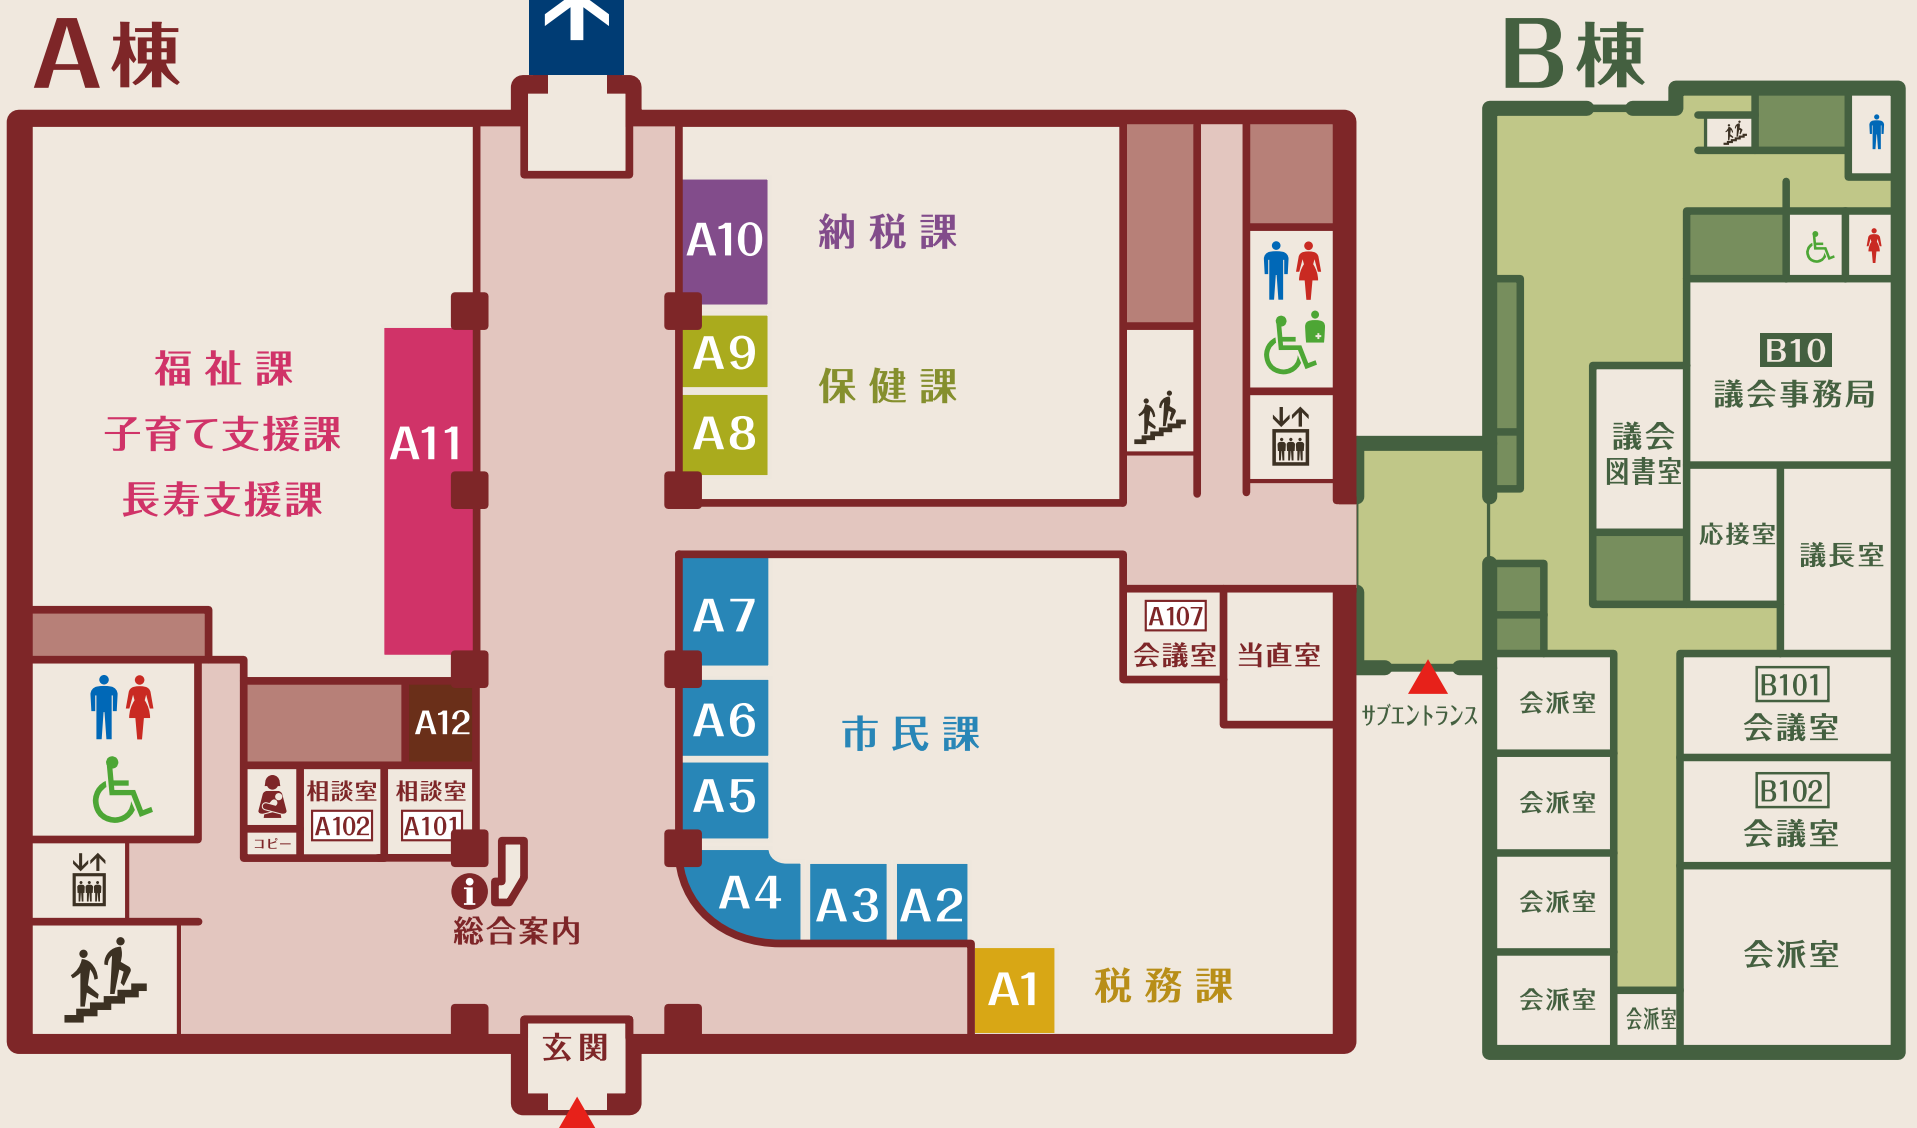 A棟
B棟
A10
納税課
A9
保健課
A8
福祉課
子育て支援課
長寿支援課
A11
B10
議会事務局
議会
図書室
応接室
議長室
A7
A107
会議室
当直室
サブエントランス
A12
A6
市民課
A5
相談室
A102
相談室
A101
コピー
i
総合案内
A4
A3
A2
A1
税務課
玄関
会派室
会派室
会派室
会派室
会派室
B101
会議室
B102
会議室
会派室